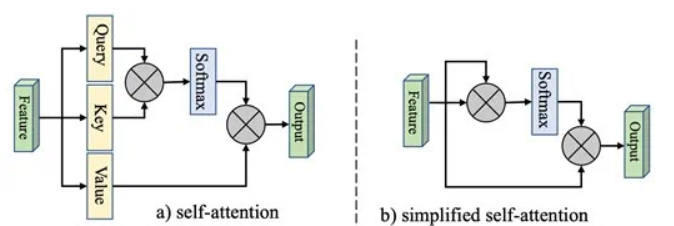 Feature
Query
Key
Value
Softmax
Output
a) self-attention
Feature
Softmax
Output
b) simplified self-attention